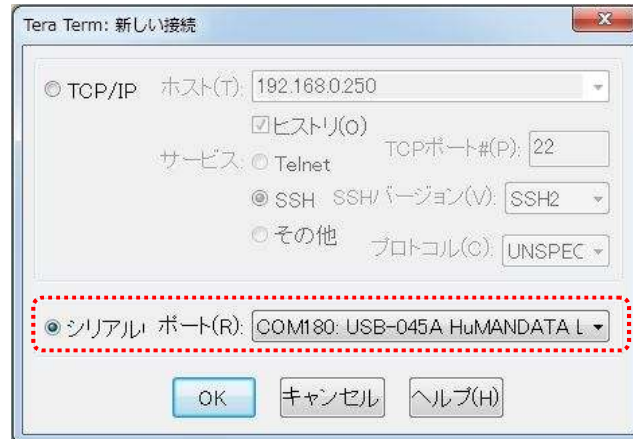 Tera Term: 新しい接続
TCP/IP ホスト(T): 192.168.0.250
ヒストリ(O)
サービス: Telnet TCPポート#(P): 22
SSH SSHバージョン(V): SSH2
その他 プロトコル(C): UNSPEC
シリアル ポート(R): COM180: USB-045A HuMANDATA L
OK キャンセル ヘルプ(H)